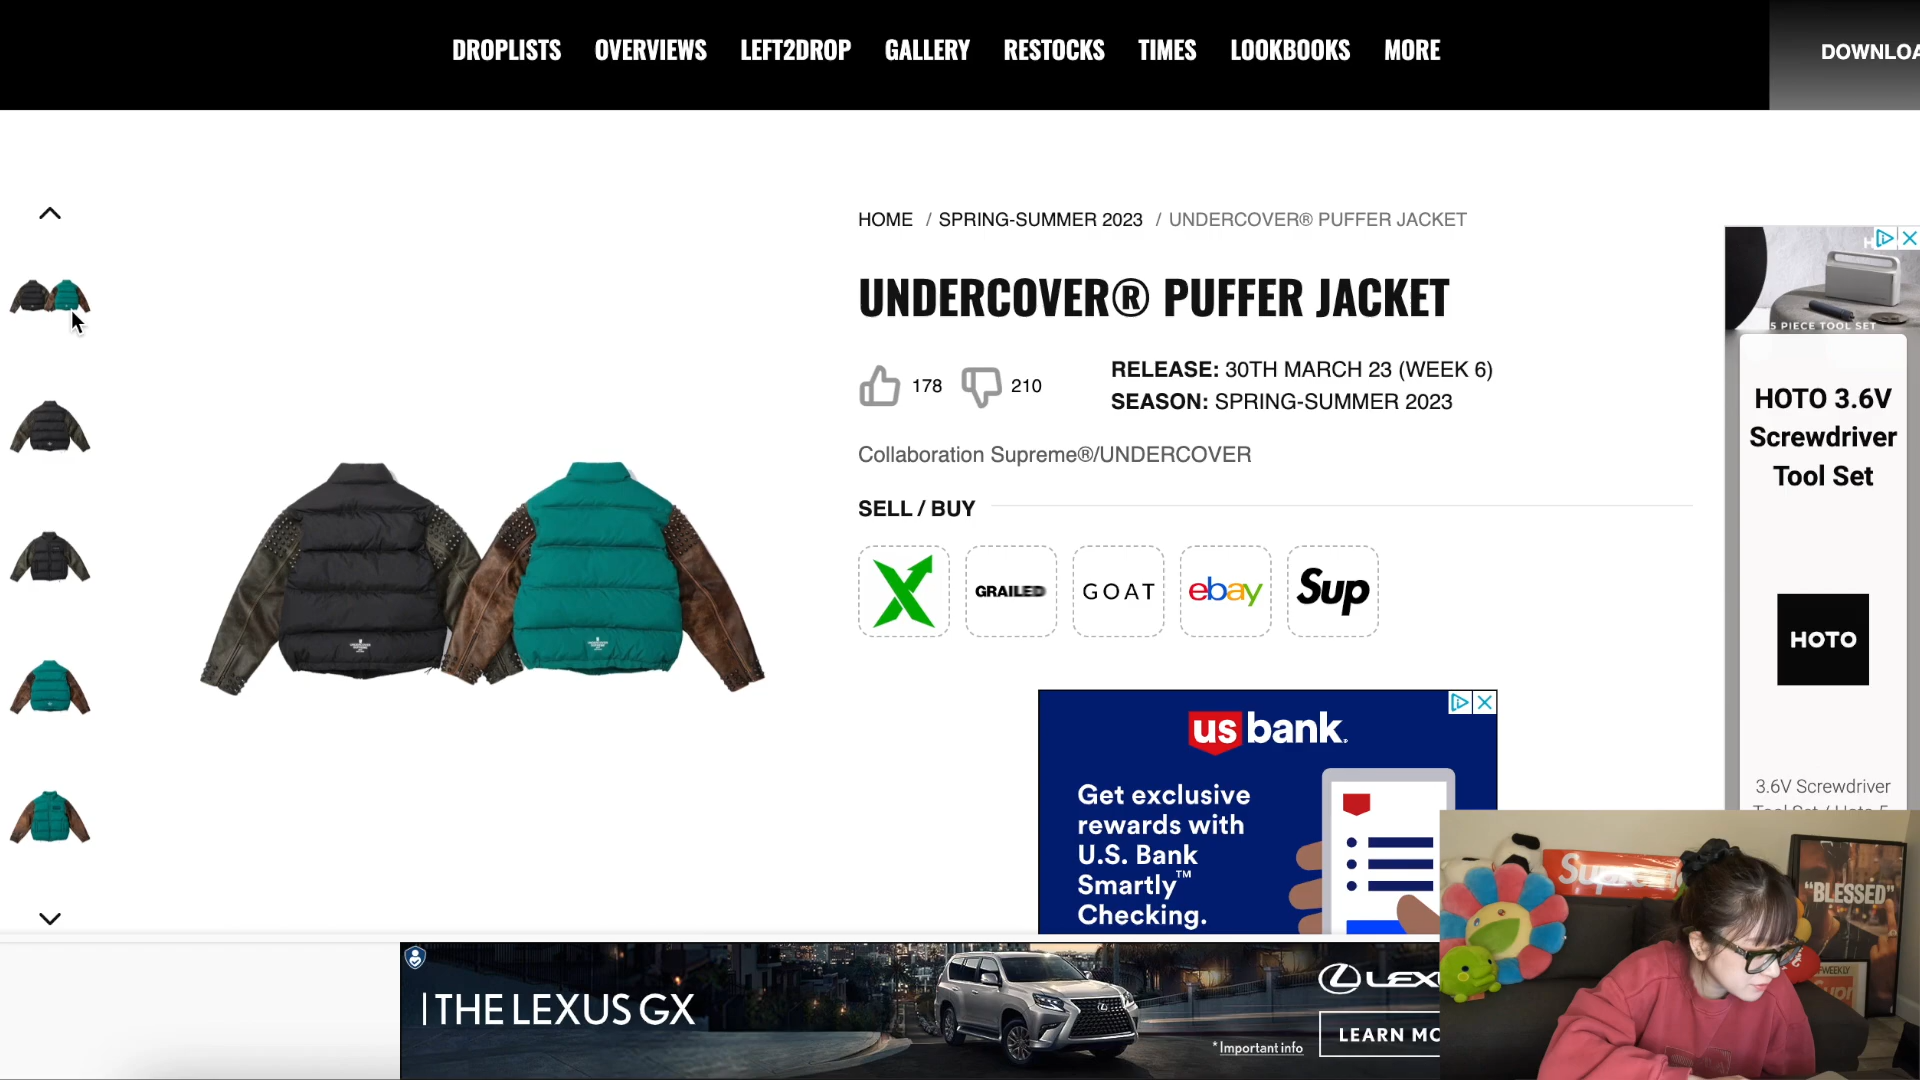 DROPLISTS OVERVIEWS LEFT2DROP GALLERY RESTOCKS TIMES LOOKBOOKS MORE
HOME / SPRING-SUMMER 2023 / UNDERCOVER® PUFFER JACKET
UNDERCOVER® PUFFER JACKET
178 210
RELEASE: 30TH MARCH 23 (WEEK 6)
SEASON: SPRING-SUMMER 2023
Collaboration Supreme®/UNDERCOVER
SELL / BUY
GRAILED GOAT ebay Sup
us bank.
Get exclusive
rewards with
U.S. Bank
Smartly™
Checking.
5 PIECE TOOL SET
HOTO 3.6V
Screwdriver
Tool Set
HOTO
3.6V Screwdriver
THE LEXUS GX
*Important info
LEARN
"BLESSED"